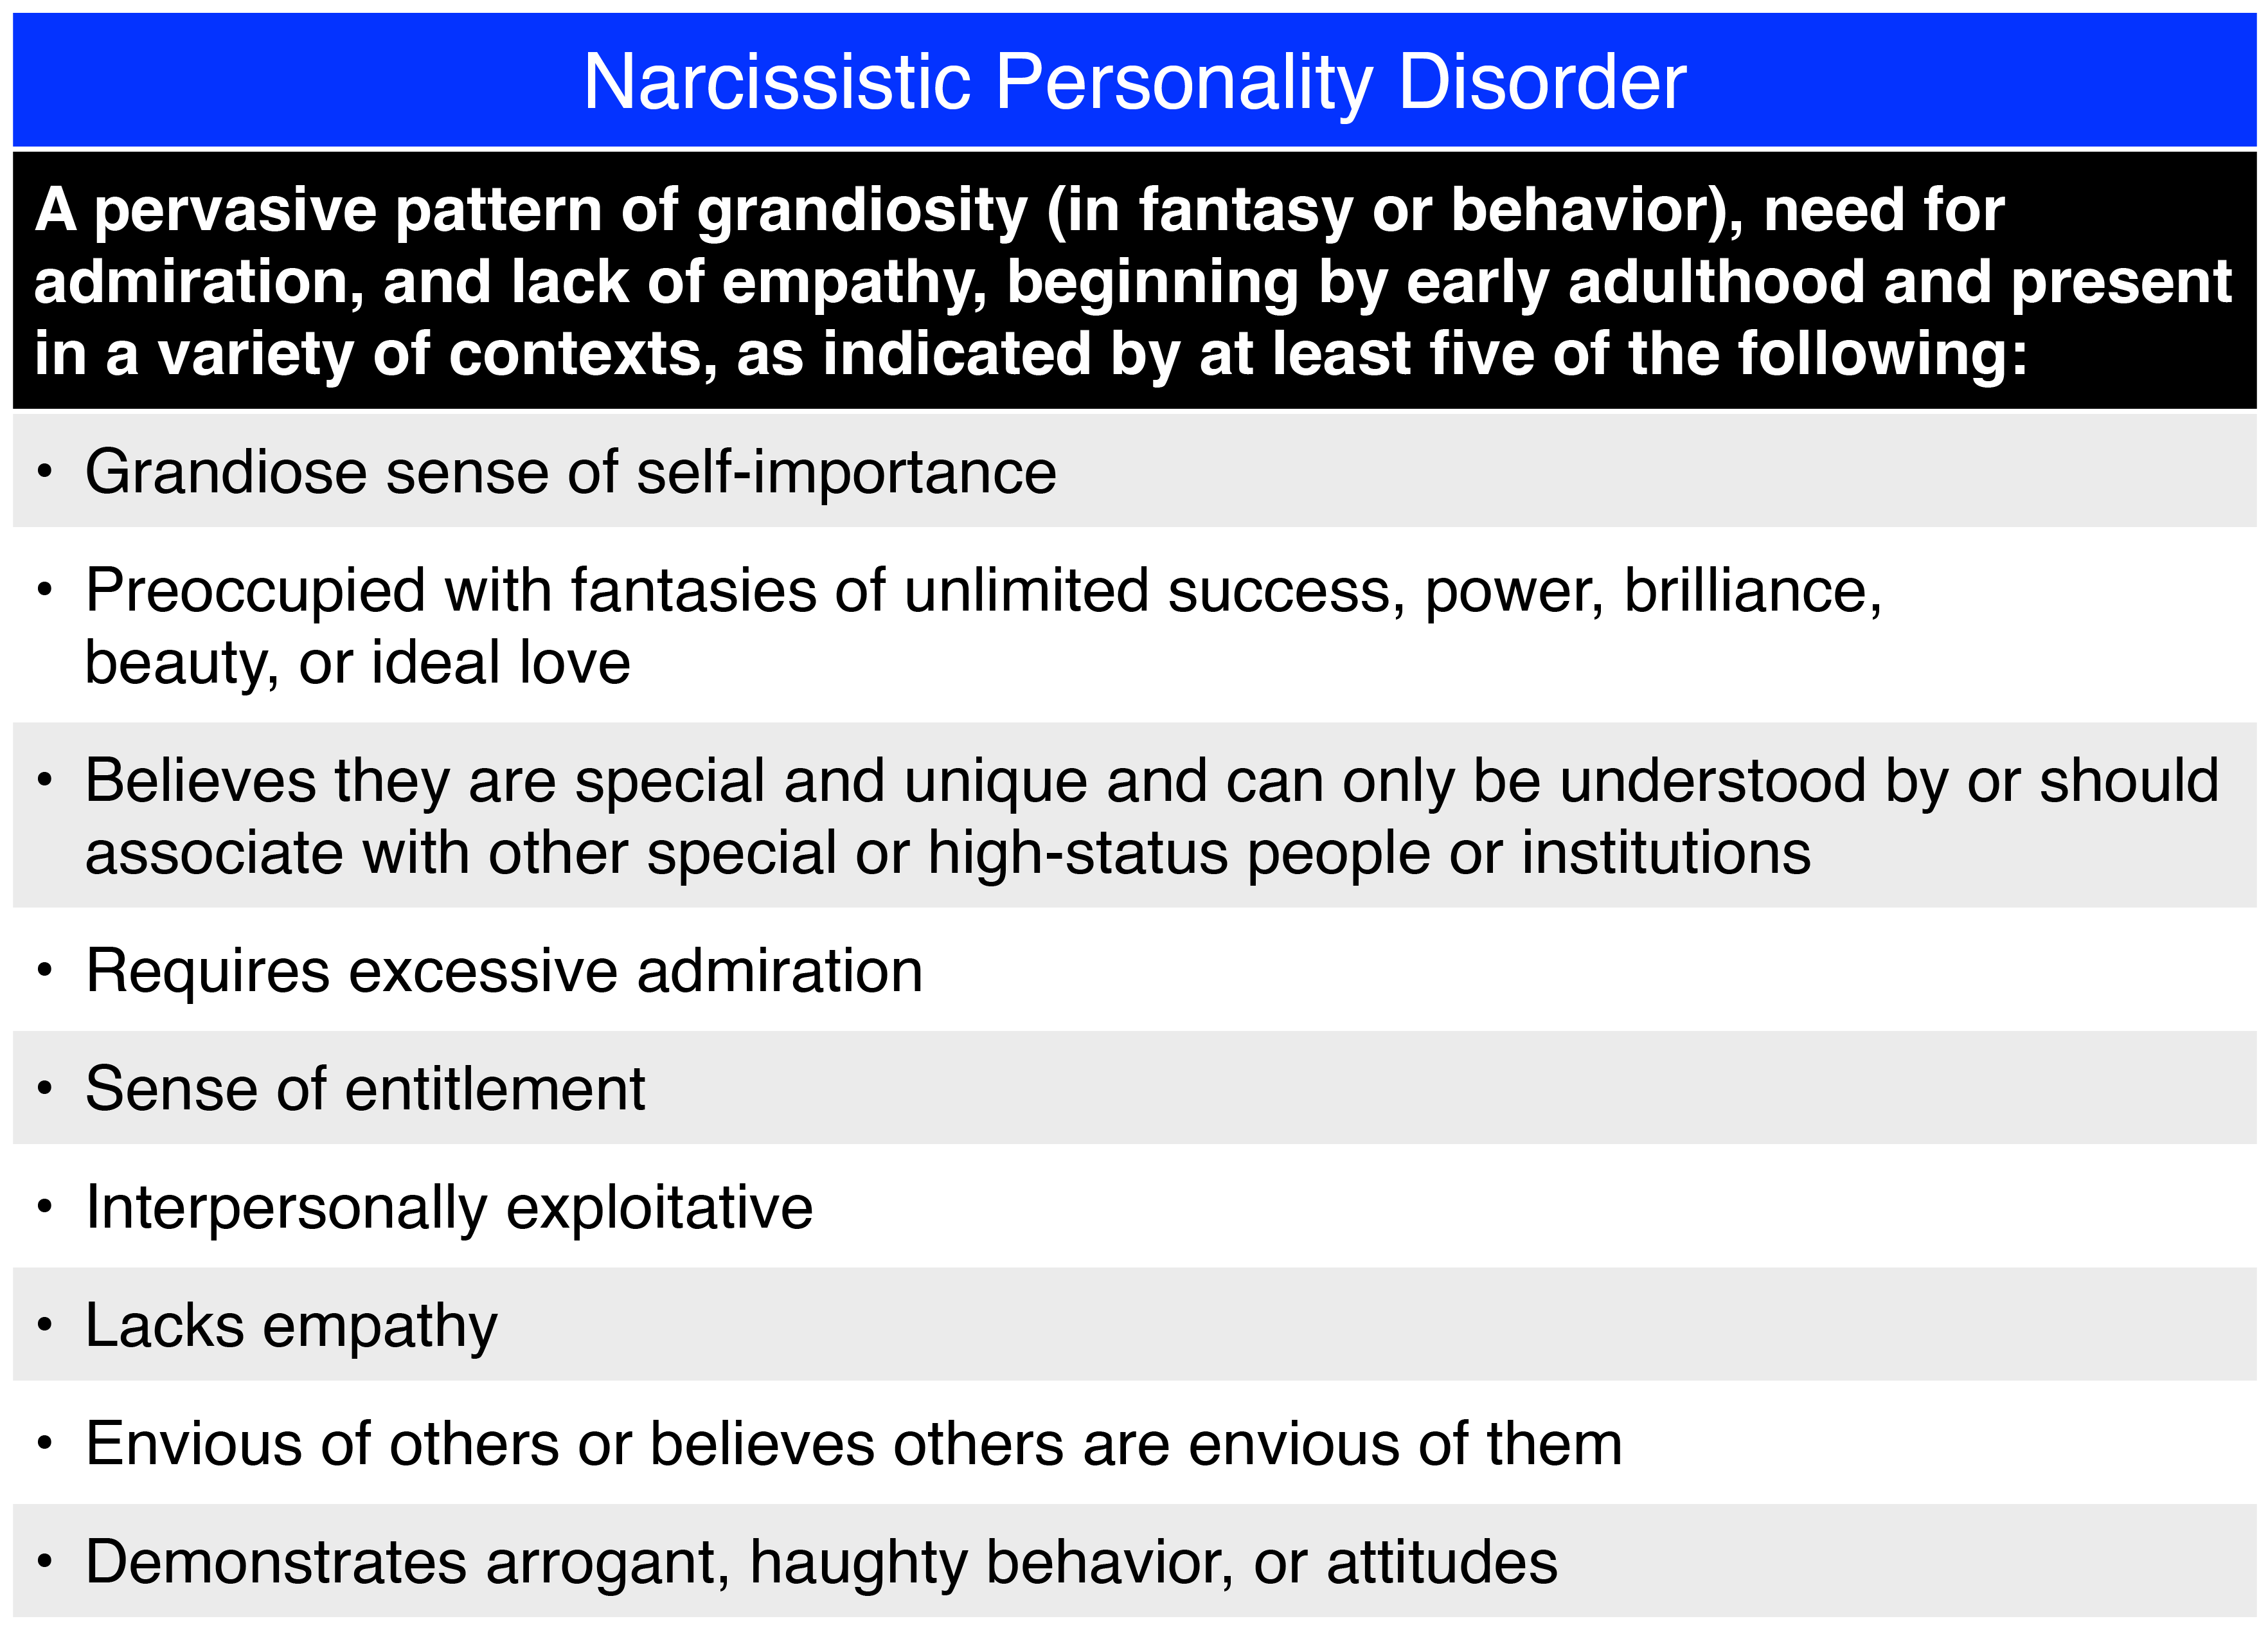 Narcissistic Personality Disorder
A pervasive pattern of grandiosity (in fantasy or behavior), need for
admiration, and lack of empathy, beginning by early adulthood and present
in a variety of contexts, as indicated by at least five of the following:
• Grandiose sense of self-importance
• Preoccupied with fantasies of unlimited success, power, brilliance,
beauty, or ideal love
• Believes they are special and unique and can only be understood by or should
associate with other special or high-status people or institutions
• Requires excessive admiration
• Sense of entitlement
• Interpersonally exploitative
• Lacks empathy
• Envious of others or believes others are envious of them
• Demonstrates arrogant, haughty behavior, or attitudes